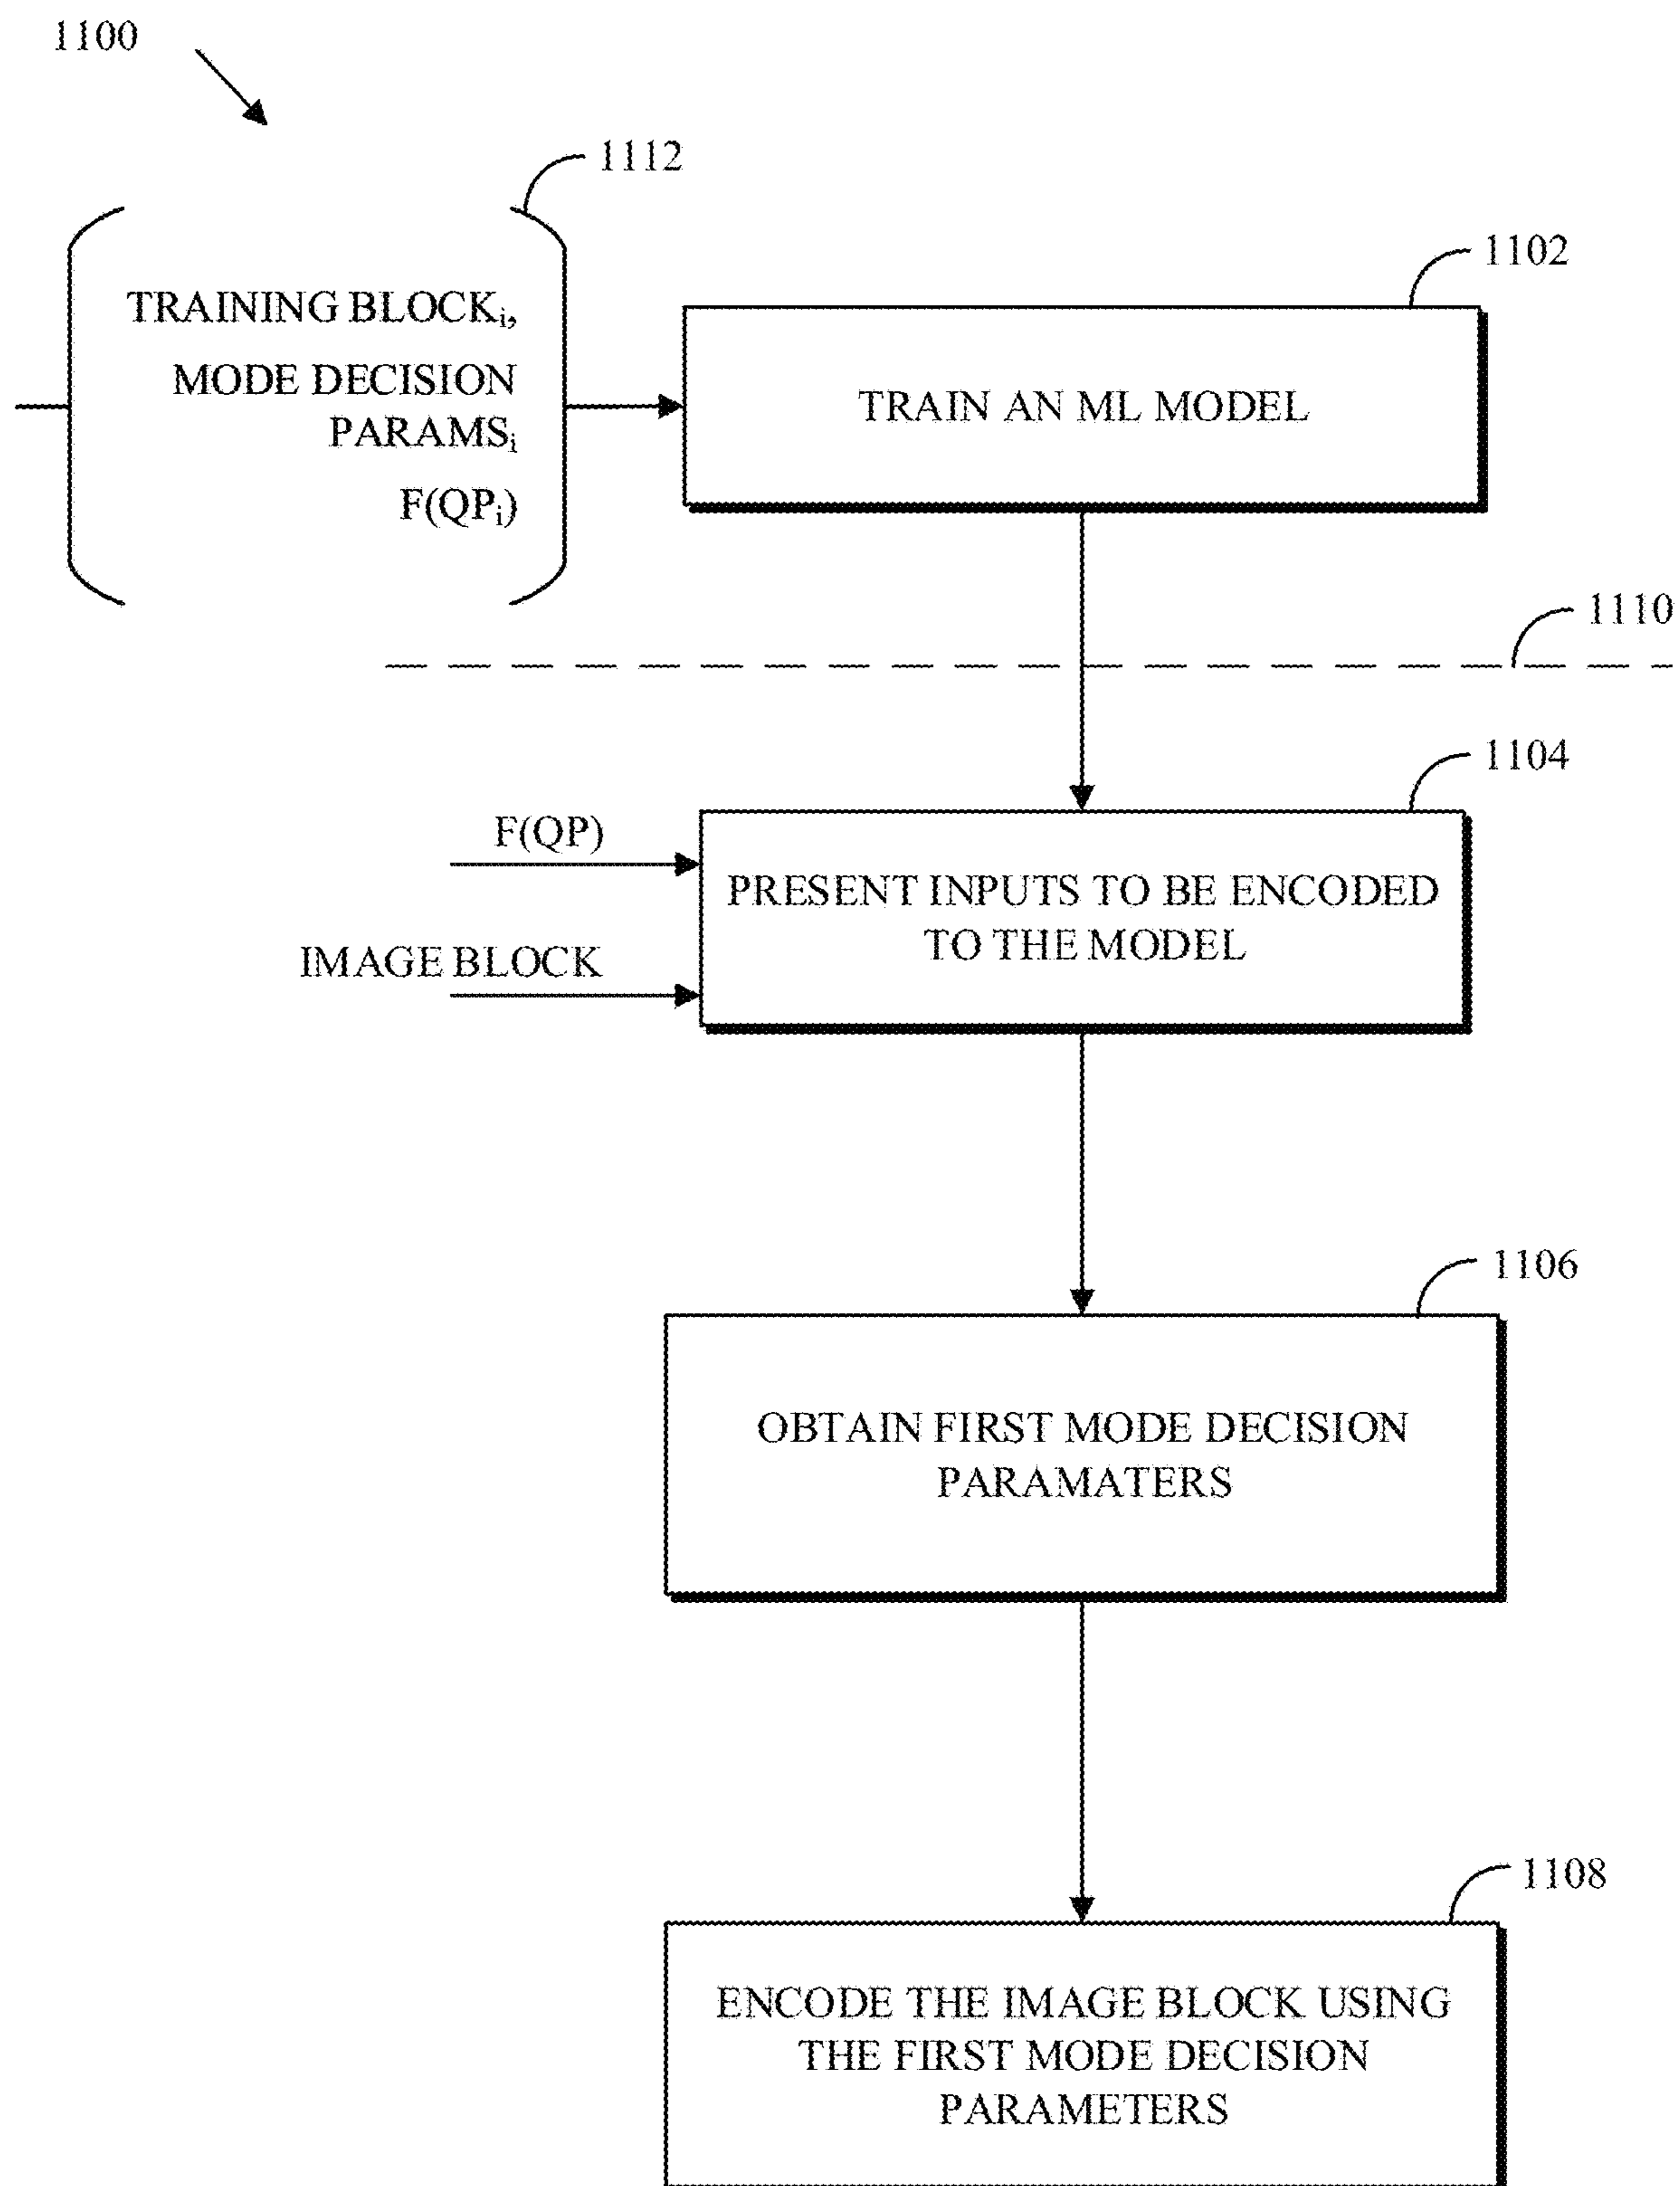 1100
1112
TRAINING BLOCKi,
MODE DECISION
PARAMSi
F(QPi)
1102
TRAIN AN ML MODEL
1110
1104
F(QP)
IMAGE BLOCK
PRESENT INPUTS TO BE ENCODED
TO THE MODEL
1106
OBTAIN FIRST MODE DECISION
PARAMATERS
1108
ENCODE THE IMAGE BLOCK USING
THE FIRST MODE DECISION
PARAMETERS